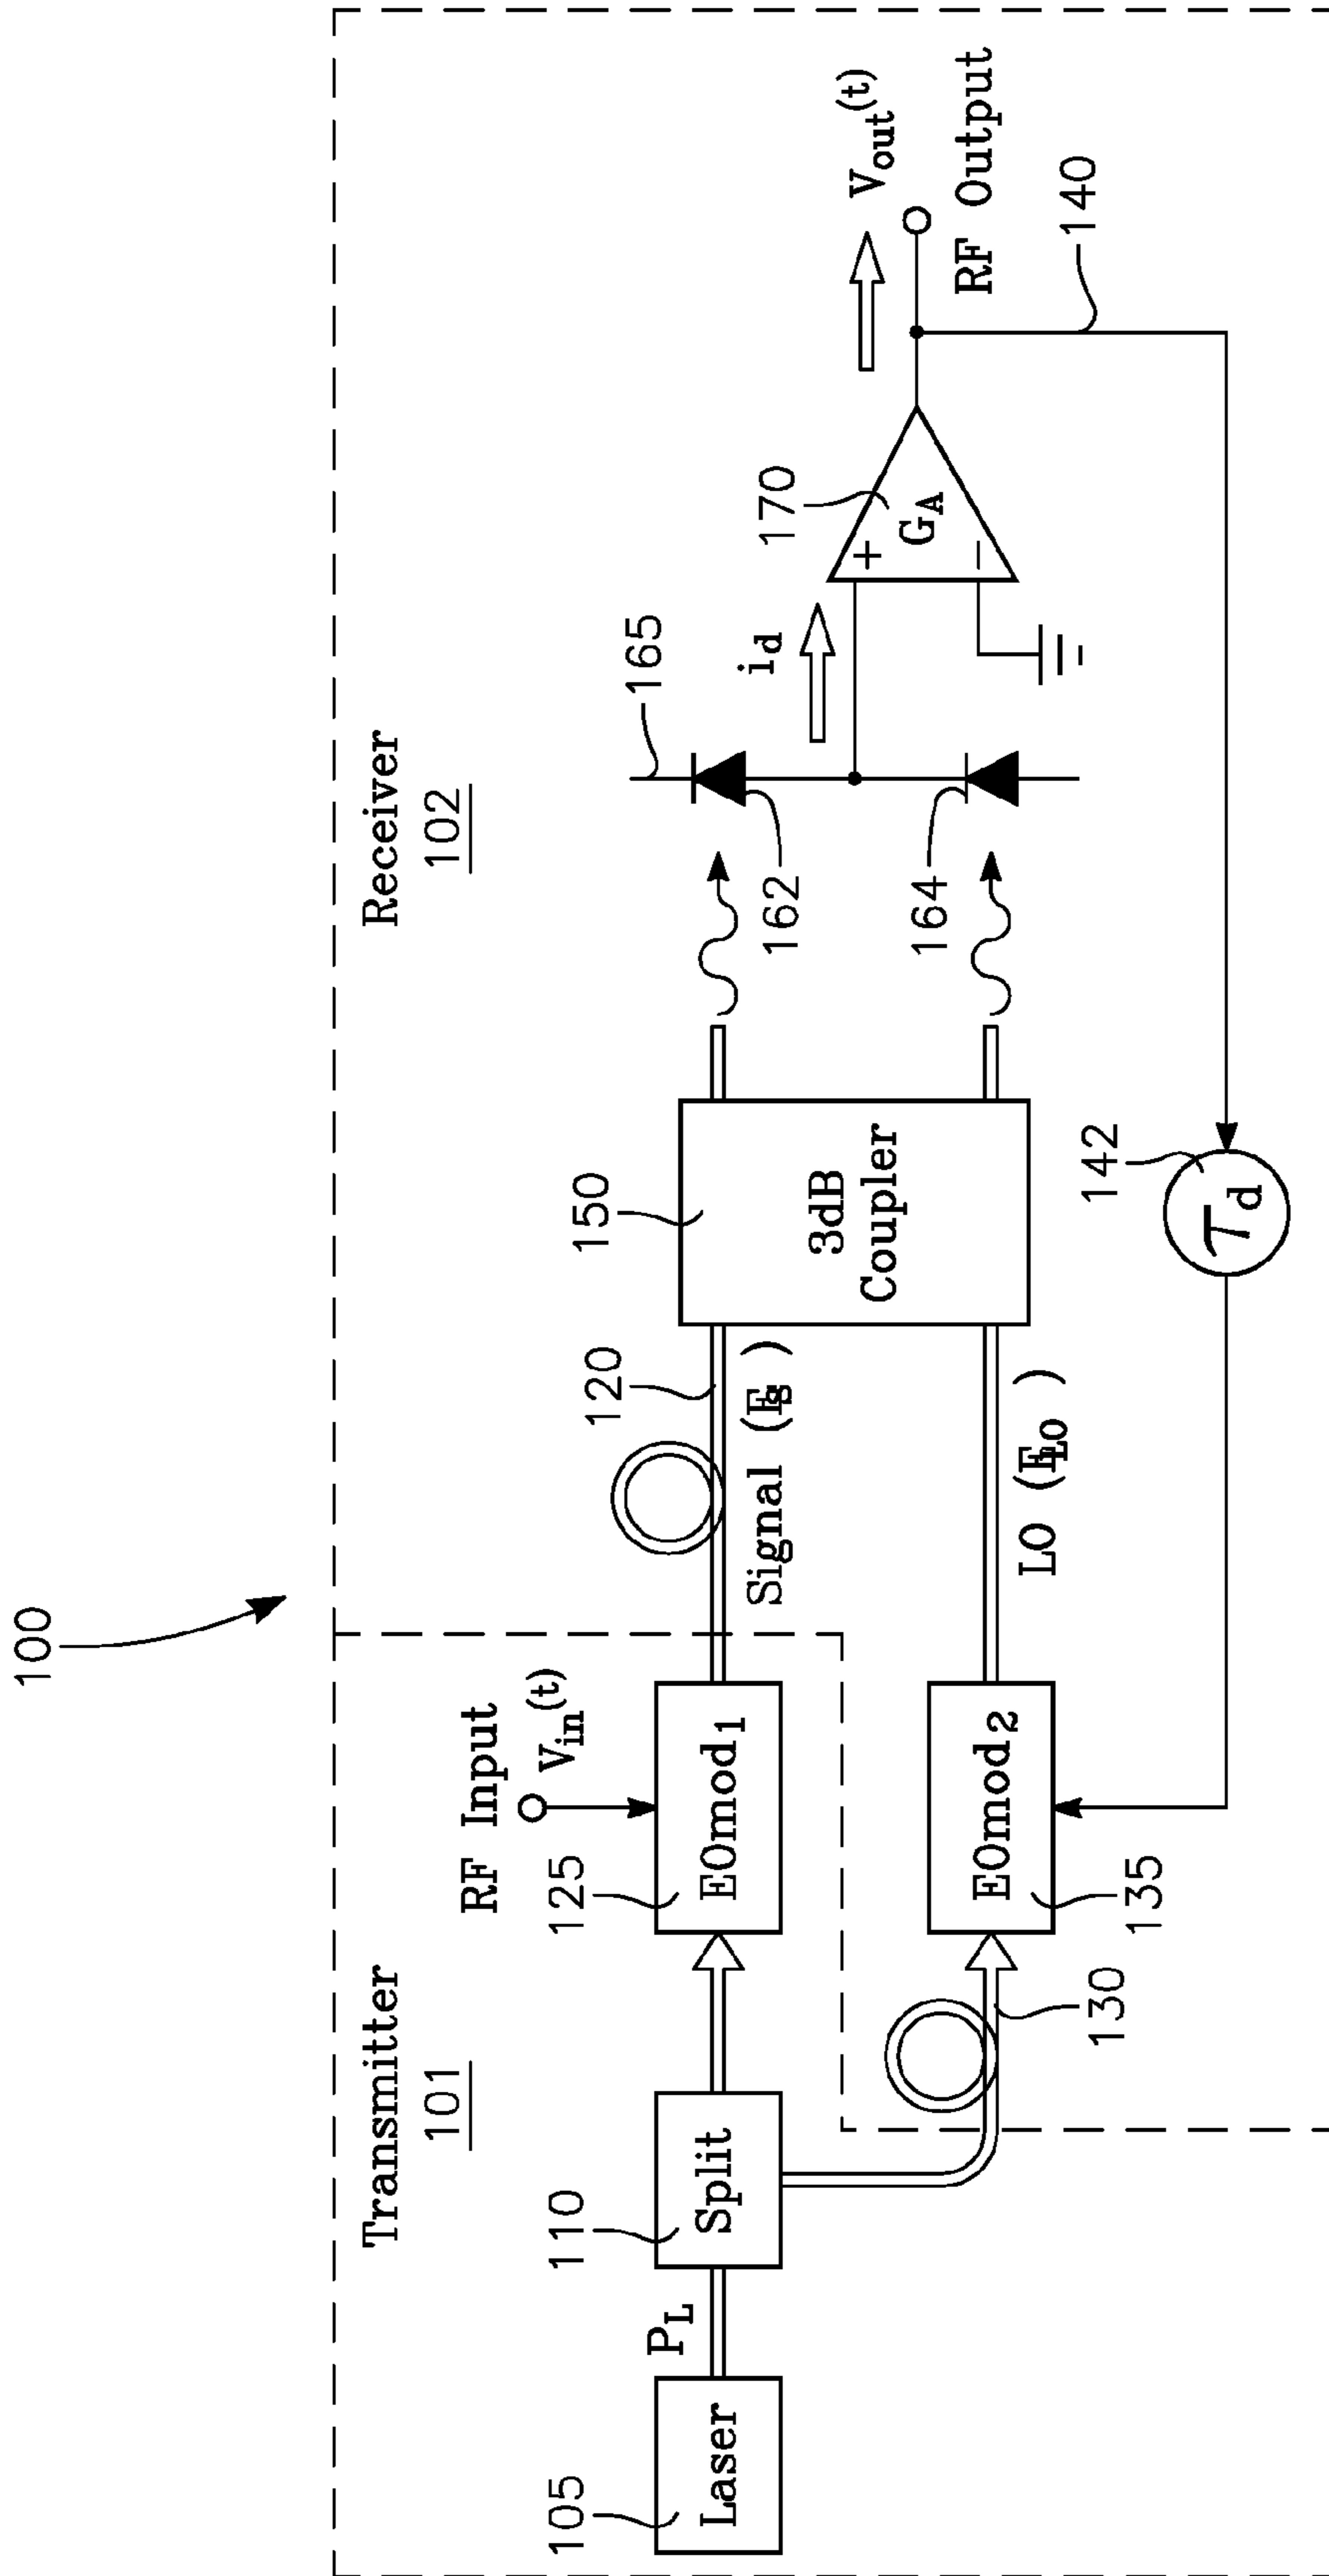 100
Transmitter
101
Receiver
102
RF Input
V_in(t)
105
Laser
P_L
110
Split
125
EOmod_1
120
Signal (E_s)
150
3dB
Coupler
165
162
164
i_d
170
+
−
G_A
V_out(t)
RF Output
140
130
135
EOmod_2
LO (E_LO)
142
τ_d